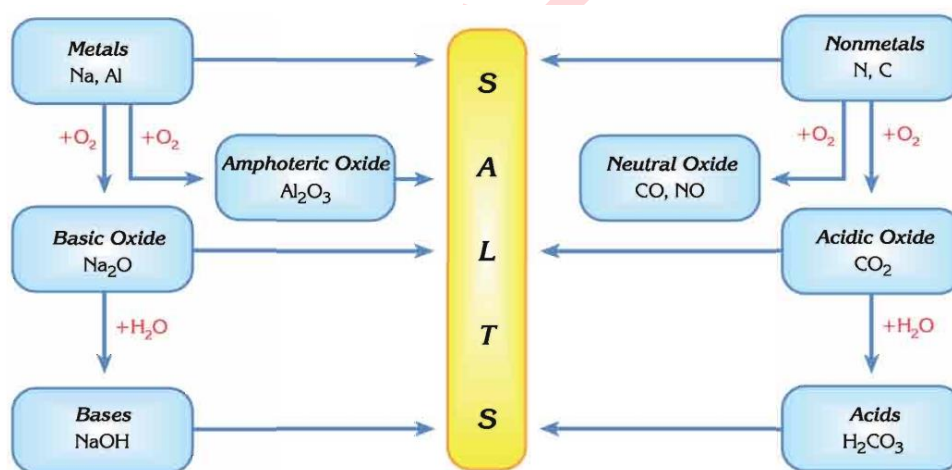 Metals
Na, Al
Nonmetals
N, C
+O₂
+O₂
+O₂
+O₂
Amphoteric Oxide
Al₂O₃
Neutral Oxide
CO, NO
Basic Oxide
Na₂O
Acidic Oxide
CO₂
+H₂O
+H₂O
Bases
NaOH
Acids
H₂CO₃
S
A
L
T
S